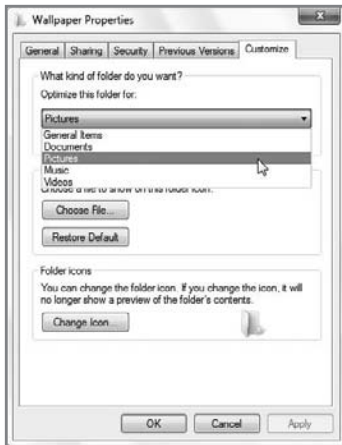 Wallpaper Properties
General Sharing Security Previous Versions Customize
What kind of folder do you want?
Optimize this folder for:
Pictures
General Items
Documents
Pictures
Music
Videos
Choose a file to show on this folder icon.
Choose File...
Restore Default
Folder icons
You can change the folder icon. If you change the icon, it will
no longer show a preview of the folder's contents.
Change Icon...
OK Cancel Apply